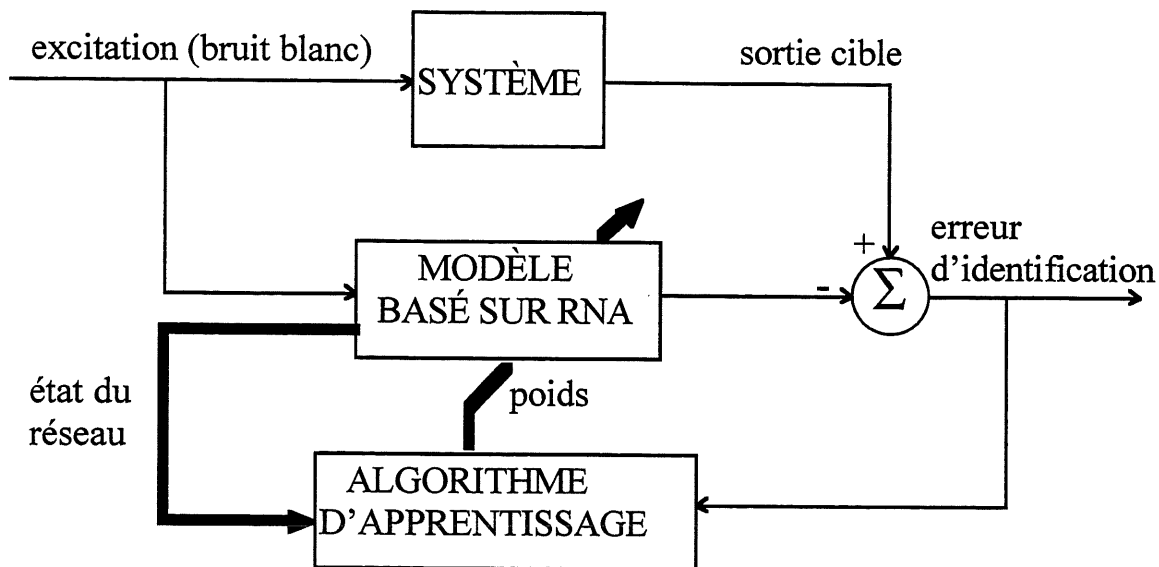 excitation (bruit blanc)
SYSTÈME
sortie cible
MODÈLE
BASÉ SUR RNA
+
-
Σ
erreur
d'identification
état du
réseau
poids
ALGORITHME
D'APPRENTISSAGE